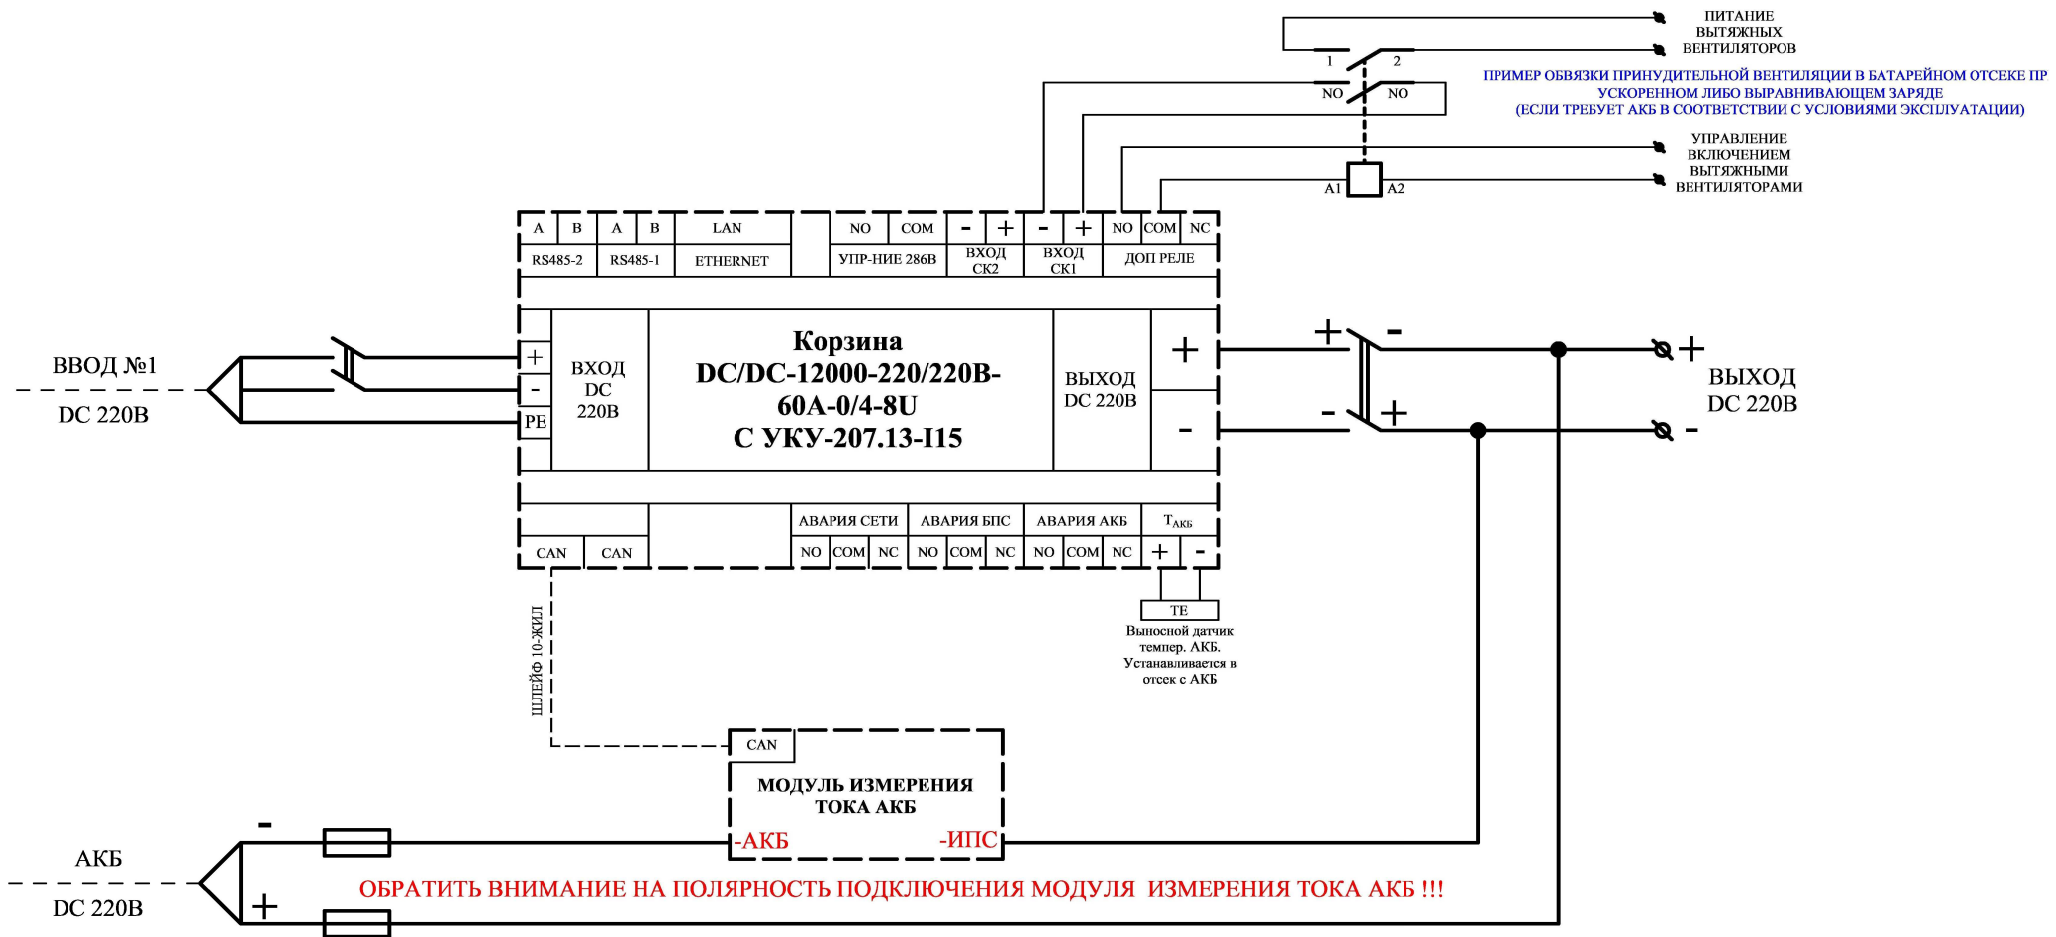 ПИТАНИЕ
ВЫТЯЖНЫХ
ВЕНТИЛЯТОРОВ
1 2
ПРИМЕР ОБВЯЗКИ ПРИНУДИТЕЛЬНОЙ ВЕНТИЛЯЦИИ В БАТАРЕЙНОМ ОТСЕКЕ ПР
УСКОРЕННОМ ЛИБО ВЫРАВНИВАЮЩЕМ ЗАРЯДЕ
(ЕСЛИ ТРЕБУЕТ АКБ В СООТВЕТСТВИИ С УСЛОВИЯМИ ЭКСПЛУАТАЦИИ)
NO NO
УПРАВЛЕНИЕ
ВКЛЮЧЕНИЕМ
ВЫТЯЖНЫМИ
ВЕНТИЛЯТОРАМИ
A1 A2
A B A B LAN NO COM - + - + NO COM NC
RS485-2 RS485-1 ETHERNET УПР-НИЕ 286В ВХОД СК2 ВХОД СК1 ДОП РЕЛЕ
ВВОД №1
DC 220В
+
-
PE
ВХОД
DC
220В
Корзина
DC/DC-12000-220/220В-
60А-0/4-8U
С УКУ-207.13-I15
ВЫХОД
DC 220В
+
-
+ -
- +
+
ВЫХОД
DC 220В
-
АВАРИЯ СЕТИ АВАРИЯ БПС АВАРИЯ АКБ ТАКБ
CAN CAN NO COM NC NO COM NC NO COM NC + -
ШЛЕЙФ 10-ЖИЛ
TE
Выносной датчик
темпер. АКБ.
Устанавливается в
отсек с АКБ
CAN
МОДУЛЬ ИЗМЕРЕНИЯ
ТОКА АКБ
-АКБ -ИПС
-
АКБ
DC 220В
+
ОБРАТИТЬ ВНИМАНИЕ НА ПОЛЯРНОСТЬ ПОДКЛЮЧЕНИЯ МОДУЛЯ ИЗМЕРЕНИЯ ТОКА АКБ !!!